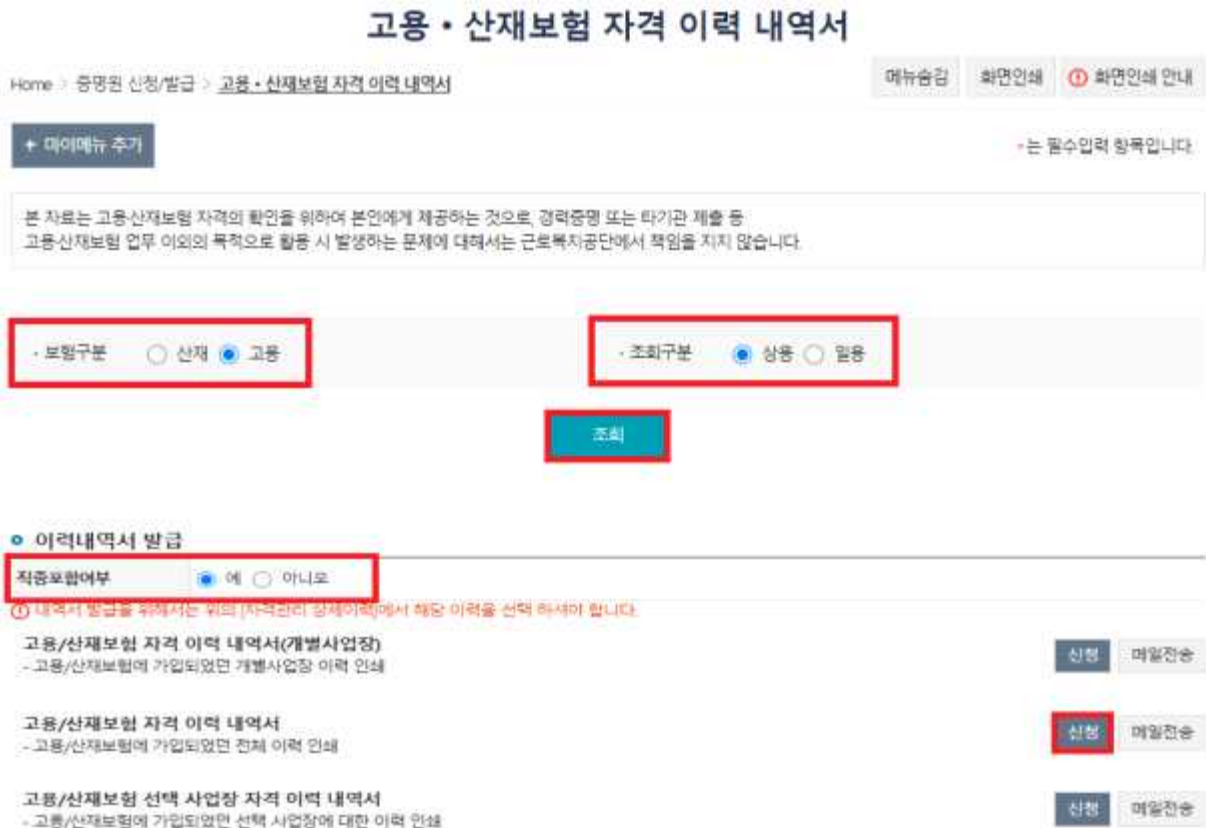 고용・산재보험 자격 이력 내역서
Home > 증명원 신청/발급 > 고용・산재보험 자격 이력 내역서
메뉴숨김 화면인쇄 화면인쇄 안내
+ 마이메뉴 추가
*는 필수입력 항목입니다.
본 자료는 고용·산재보험 자격의 확인을 위하여 본인에게 제공하는 것으로, 경력증명 또는 타기관 제출 등
고용·산재보험 업무 이외의 목적으로 활용 시 발생하는 문제에 대해서는 근로복지공단에서 책임을 지지 않습니다.
· 보험구분 산재 고용 · 조회구분 상용 일용
조회
이력내역서 발급
직종포함여부 예 아니오
내역서 발급을 위해서는 위의 [자격관리 상세이력]에서 해당 이력을 선택 하셔야 합니다.
고용/산재보험 자격 이력 내역서(개별사업장)
- 고용/산재보험에 가입되었던 개별사업장 이력 인쇄
신청 메일전송
고용/산재보험 자격 이력 내역서
- 고용/산재보험에 가입되었던 전체 이력 인쇄
신청 메일전송
고용/산재보험 선택 사업장 자격 이력 내역서
- 고용/산재보험에 가입되었던 선택 사업장에 대한 이력 인쇄
신청 메일전송